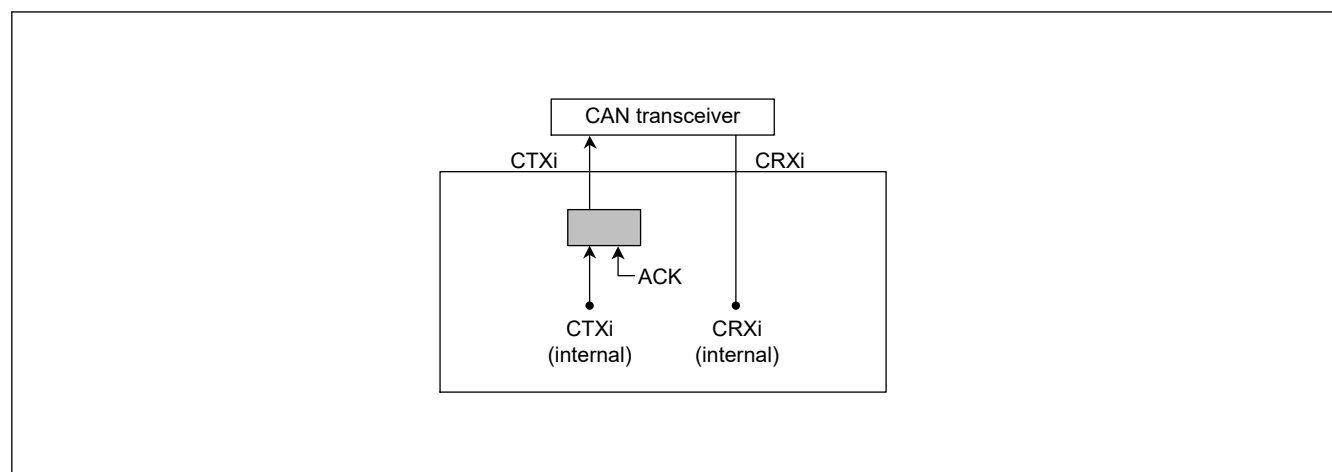 CAN transceiver
CTXi
CRXi
ACK
CTXi
(internal)
CRXi
(internal)